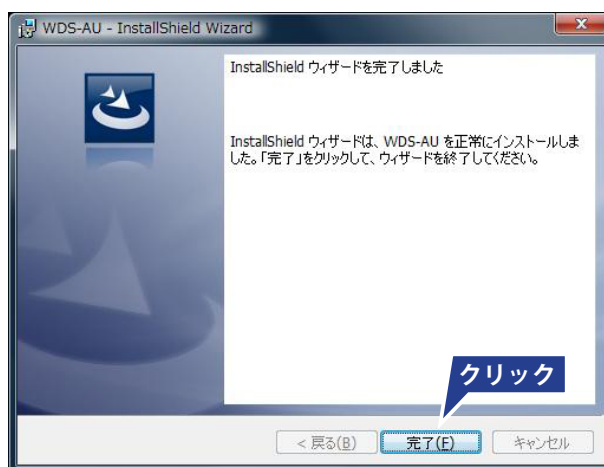 WDS-AU - InstallShield Wizard
InstallShield ウィザードを完了しました
InstallShield ウィザードは、WDS-AU を正常にインストールしま
した。「完了」をクリックして、ウィザードを終了してください。
クリック
< 戻る(B)
完了(F)
キャンセル